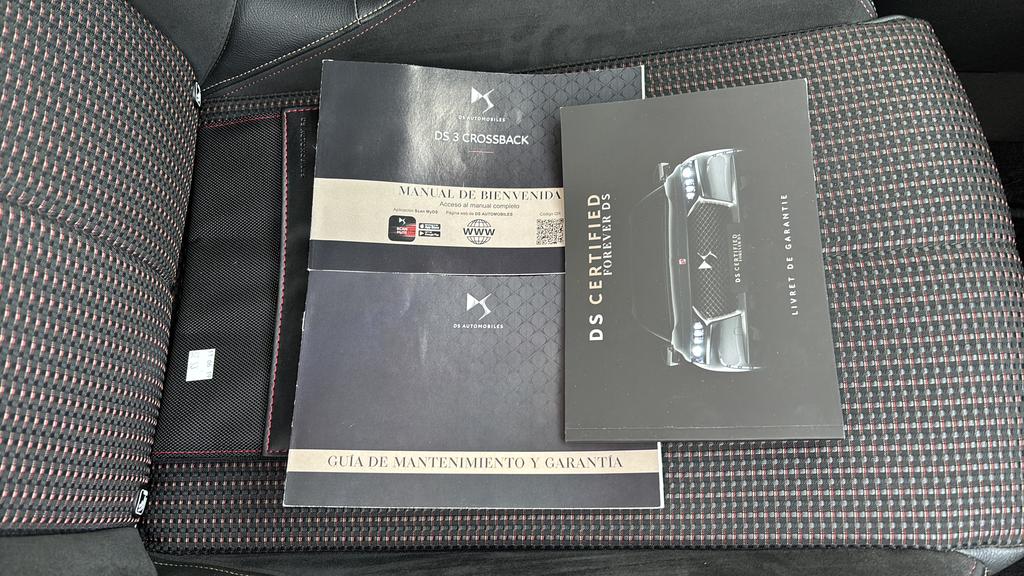 DS AUTOMOBILES
DS 3 CROSSBACK
MANUAL DE BIENVENIDA
Acceso al manual completo
Aplicación Scan MyDS
Página web de DS AUTOMOBILES
WWW
DS AUTOMOBILES
GUÍA DE MANTENIMIENTO Y GARANTÍA
DS CERTIFIED
FOREVER DS
DS CERTIFIED
LIVRET DE GARANTIE